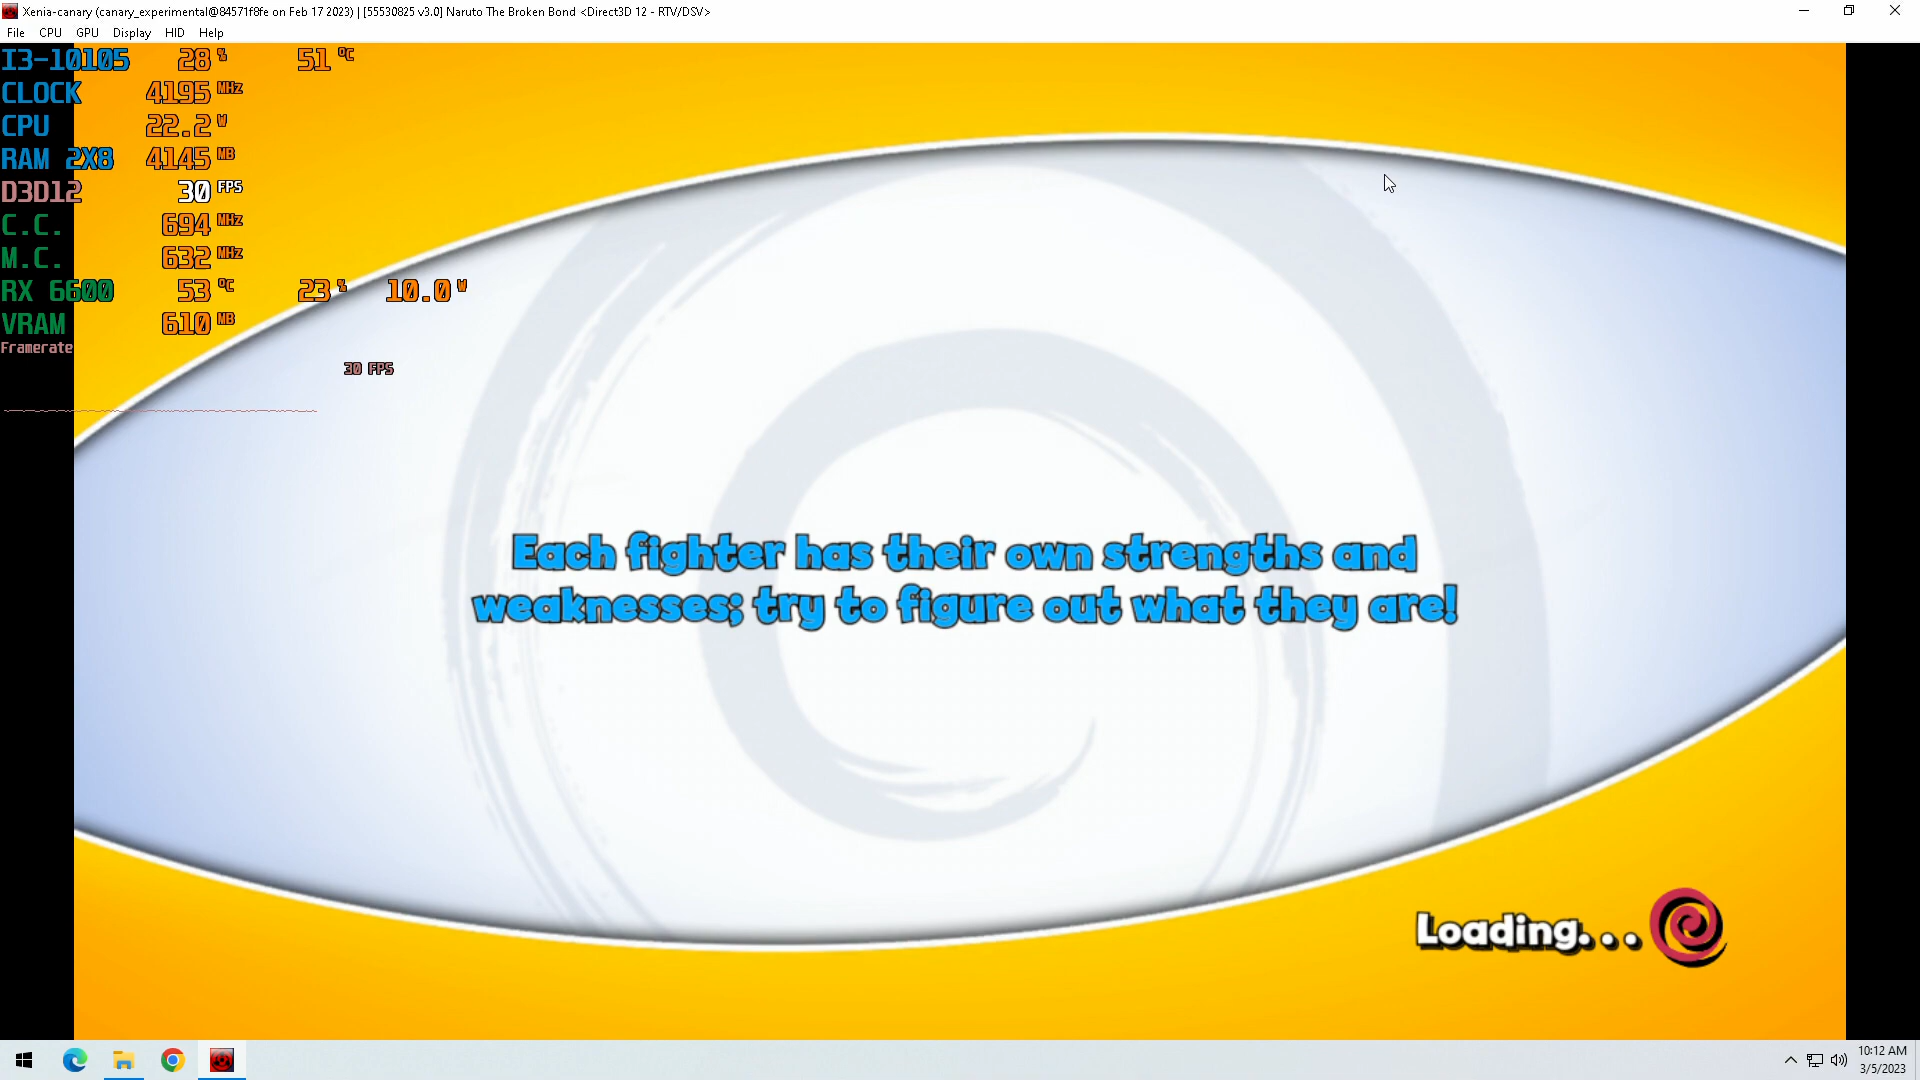 Xenia-canary (canary_experimental@84571f8fe on Feb 17 2023) | [55530825 v3.0] Naruto The Broken Bond <Direct3D 12 - RTV/DSV>
File CPU GPU Display HID Help
I3-10105 28 % 51 °C
CLOCK 4195 MHz
CPU 22.2 W
RAM 2X8 4145 MB
D3D12 30 FPS
C.C. 694 MHz
M.C. 632 MHz
RX 6600 53 °C 23 % 10.0 W
VRAM 610 MB
Framerate
30 FPS
Each fighter has their own strengths and
weaknesses; try to figure out what they are!
Loading...
10:12 AM
3/5/2023